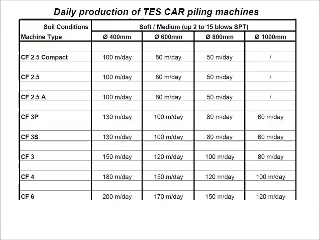 Daily production of TES CAR piling machines
Soil Conditions Soft / Medium (up 2 to 15 blows SPT)
Machine Type Ø 400mm Ø 600mm Ø 800mm Ø 1000mm
CF 2.5 Compact 100 m/day 80 m/day 50 m/day /
CF 2.5 100 m/day 80 m/day 50 m/day /
CF 2.5 A 100 m/day 80 m/day 50 m/day /
CF 3P 130 m/day 100 m/day 80 m/day 60 m/day
CF 3S 130 m/day 100 m/day 80 m/day 60 m/day
CF 3 150 m/day 120 m/day 100 m/day 80 m/day
CF 4 180 m/day 150 m/day 120 m/day 100 m/day
CF 6 200 m/day 170 m/day 150 m/day 120 m/day